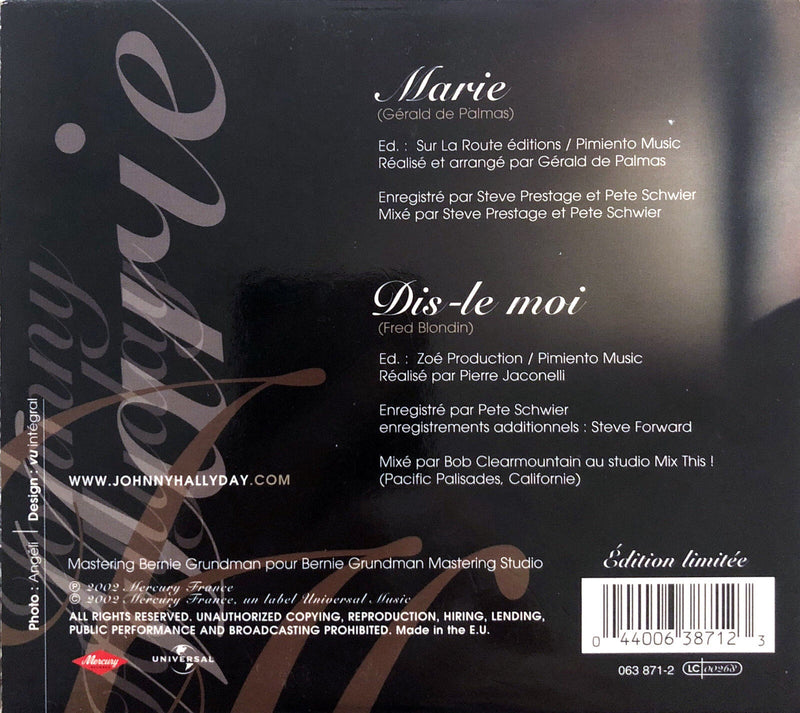 Marie
(Gérald de Palmas)
Ed. : Sur La Route éditions / Pimiento Music
Réalisé et arrangé par Gérald de Palmas
Enregistré par Steve Prestage et Pete Schwier
Mixé par Steve Prestage et Pete Schwier
Dis-le moi
(Fred Blondin)
Ed. : Zoé Production / Pimiento Music
Réalisé par Pierre Jaconelli
Enregistré par Pete Schwier
enregistrements additionnels : Steve Forward
Mixé par Bob Clearmountain au studio Mix This !
(Pacific Palisades, Californie)
Marie
Johnny
Hallyday
Photo : Angéli | Design : vu intégral
WWW.JOHNNYHALLYDAY.COM
Mastering Bernie Grundman pour Bernie Grundman Mastering Studio
℗ 2002 Mercury France
© 2002 Mercury France, un label Universal Music
ALL RIGHTS RESERVED. UNAUTHORIZED COPYING, REPRODUCTION, HIRING, LENDING,
PUBLIC PERFORMANCE AND BROADCASTING PROHIBITED. Made in the E.U.
Mercury
UNIVERSAL
Édition limitée
0 44006 38712 3
063 871-2 LC 00268